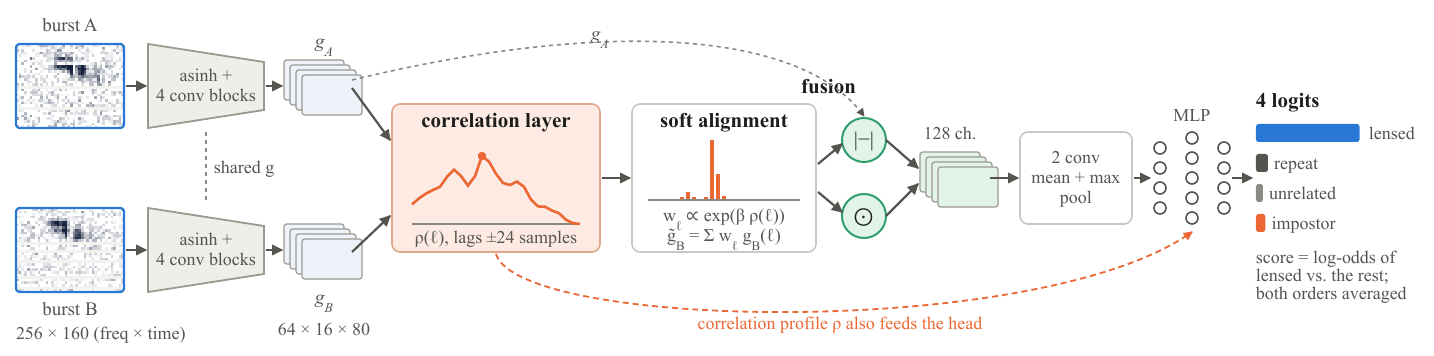 burst A
asinh +
4 conv blocks
g_A
g_A
shared g
burst B
256 × 160 (freq × time)
asinh +
4 conv blocks
g_B
64 × 16 × 80
correlation layer
ρ(ℓ), lags ±24 samples
soft alignment
w_ℓ ∝ exp(β ρ(ℓ))
g̃_B = Σ w_ℓ g_B(ℓ)
fusion
|−|
⊙
128 ch.
2 conv
mean + max
pool
MLP
4 logits
lensed
repeat
unrelated
impostor
score = log-odds of
lensed vs. the rest;
both orders averaged
correlation profile ρ also feeds the head